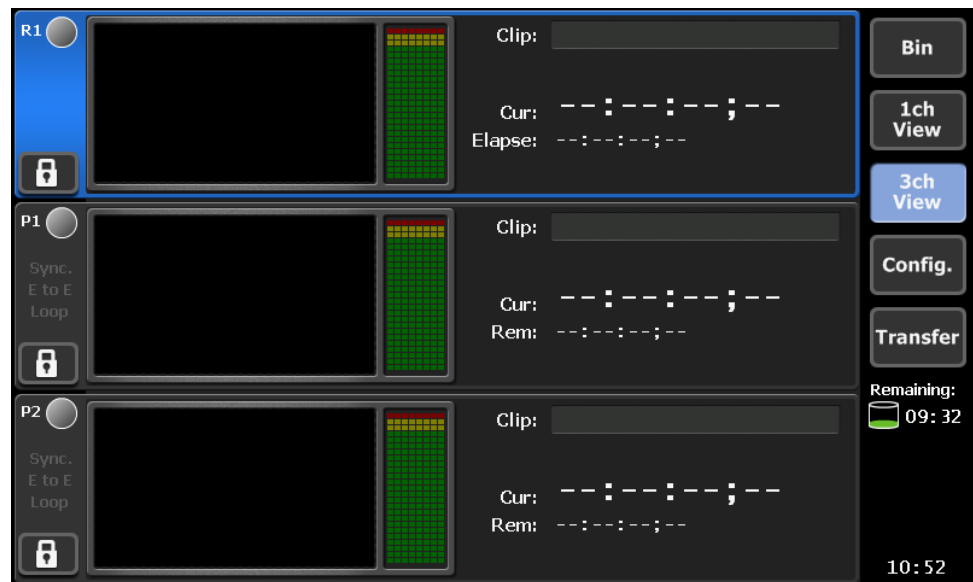 R1
Clip:
Cur: --:--:--;--
Elapse: --:--:--;--
P1
Sync.
E to E
Loop
Clip:
Cur: --:--:--;--
Rem: --:--:--;--
P2
Sync.
E to E
Loop
Clip:
Cur: --:--:--;--
Rem: --:--:--;--
Bin
1ch
View
3ch
View
Config.
Transfer
Remaining:
09:32
10:52